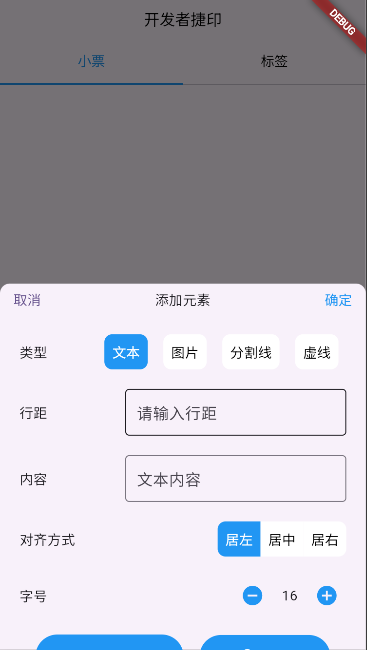 开发者捷印
DEBUG
小票 标签
取消 添加元素 确定
类型 文本 图片 分割线 虚线
行距 请输入行距
内容 文本内容
对齐方式 居左 居中 居右
字号 16